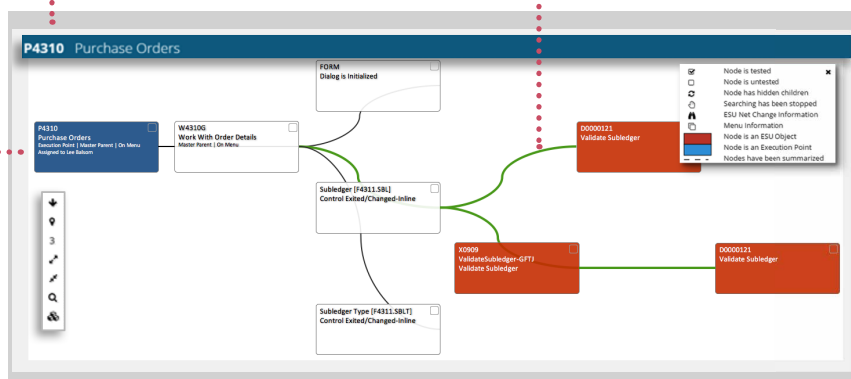 P4310 Purchase Orders
FORM
Dialog is Initialized
Node is tested
Node is untested
Node has hidden children
Searching has been stopped
ESU Net Change Information
Menu Information
Node is an ESU Object
Node is an Execution Point
Nodes have been summarized
P4310
Purchase Orders
Execution Point | Master Parent | On Menu
Assigned to Lee Balsom
W4310G
Work With Order Details
Master Parent | On Menu
D0000121
Validate Subledger
Subledger [F4311.SBL]
Control Exited/Changed-Inline
3
X0909
ValidateSubledger-GFTJ
Validate Subledger
D0000121
Validate Subledger
Subledger Type [F4311.SBLT]
Control Exited/Changed-Inline